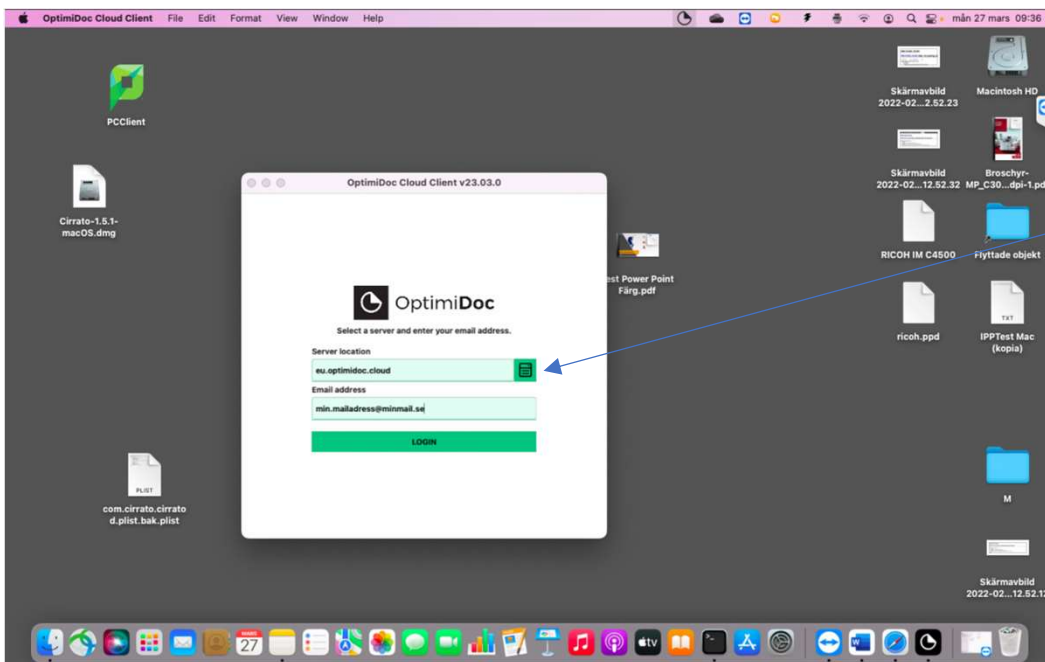 OptimiDoc Cloud Client File Edit Format View Window Help
mån 27 mars 09:36
PCClient
Cirrato-1.5.1-
macOS.dmg
com.cirrato.cirrato
d.plist.bak.plist
PLIST
OptimiDoc Cloud Client v23.03.0
OptimiDoc
Select a server and enter your email address.
Server location
eu.optimidoc.cloud
Email address
min.mailadress@minmail.se
LOGIN
est Power Point
Färg.pdf
Skärmavbild
2022-02...2.52.23
Macintosh HD
Skärmavbild
2022-02...12.52.32
Broschyr-
MP_C30...dpi-1.pd
RICOH IM C4500
Flyttade objekt
ricoh.ppd
TXT
IPPTest Mac
(kopia)
M
Skärmavbild
2022-02...12.52.12
MARS
27
tv